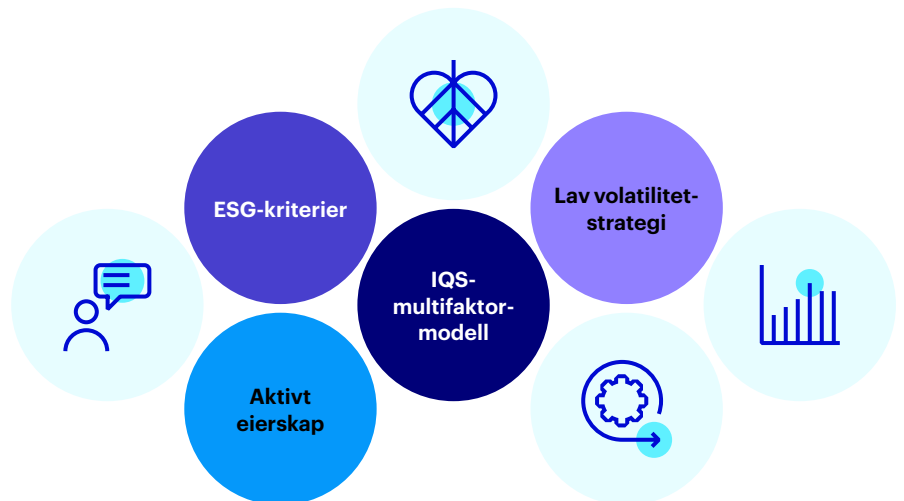 ESG-kriterier
Lav volatilitet-
strategi
IQS-
multifaktor-
modell
Aktivt
eierskap